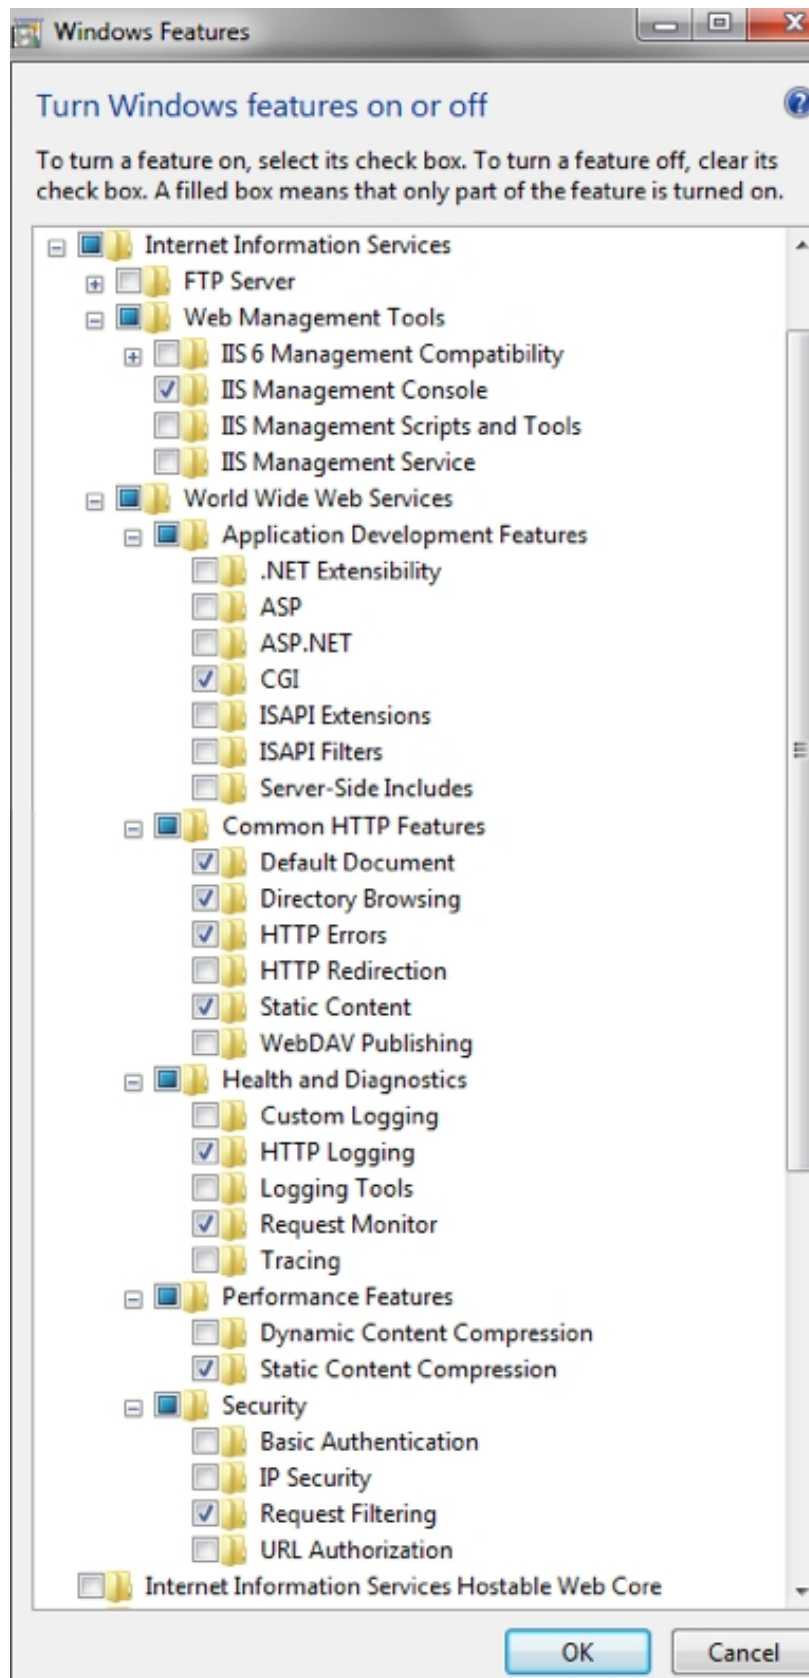 Windows Features
Turn Windows features on or off
To turn a feature on, select its check box. To turn a feature off, clear its
check box. A filled box means that only part of the feature is turned on.
Internet Information Services
FTP Server
Web Management Tools
IIS 6 Management Compatibility
IIS Management Console
IIS Management Scripts and Tools
IIS Management Service
World Wide Web Services
Application Development Features
.NET Extensibility
ASP
ASP.NET
CGI
ISAPI Extensions
ISAPI Filters
Server-Side Includes
Common HTTP Features
Default Document
Directory Browsing
HTTP Errors
HTTP Redirection
Static Content
WebDAV Publishing
Health and Diagnostics
Custom Logging
HTTP Logging
Logging Tools
Request Monitor
Tracing
Performance Features
Dynamic Content Compression
Static Content Compression
Security
Basic Authentication
IP Security
Request Filtering
URL Authorization
Internet Information Services Hostable Web Core
OK Cancel